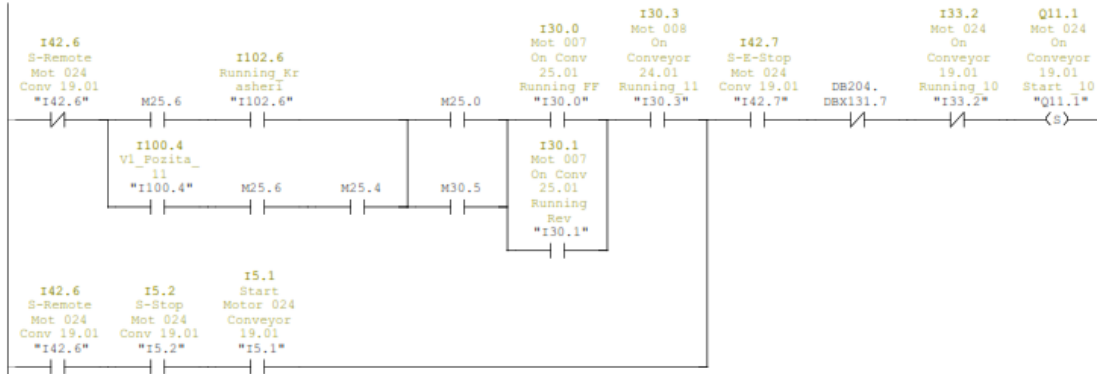 I42.6
S-Remote
Mot 024
Conv 19.01
"I42.6"
M25.6
I102.6
Running_Kr
asheri
"I102.6"
M25.0
I30.0
Mot 007
On Conv
25.01
Running FF
"I30.0"
I30.3
Mot 008
On
Conveyor
24.01
Running_11
"I30.3"
I42.7
S-E-Stop
Mot 024
Conv 19.01
"I42.7"
DB204.
DBX131.7
I33.2
Mot 024
On
Conveyor
19.01
Running_10
"I33.2"
Q11.1
Mot 024
On
Conveyor
19.01
Start _10
"Q11.1"
(S)
I100.4
Vl_Pozita_
11
"I100.4"
M25.6
M25.4
M30.5
I30.1
Mot 007
On Conv
25.01
Running
Rev
"I30.1"
I42.6
S-Remote
Mot 024
Conv 19.01
"I42.6"
I5.2
S-Stop
Mot 024
Conv 19.01
"I5.2"
I5.1
Start
Motor 024
Conveyor
19.01
"I5.1"